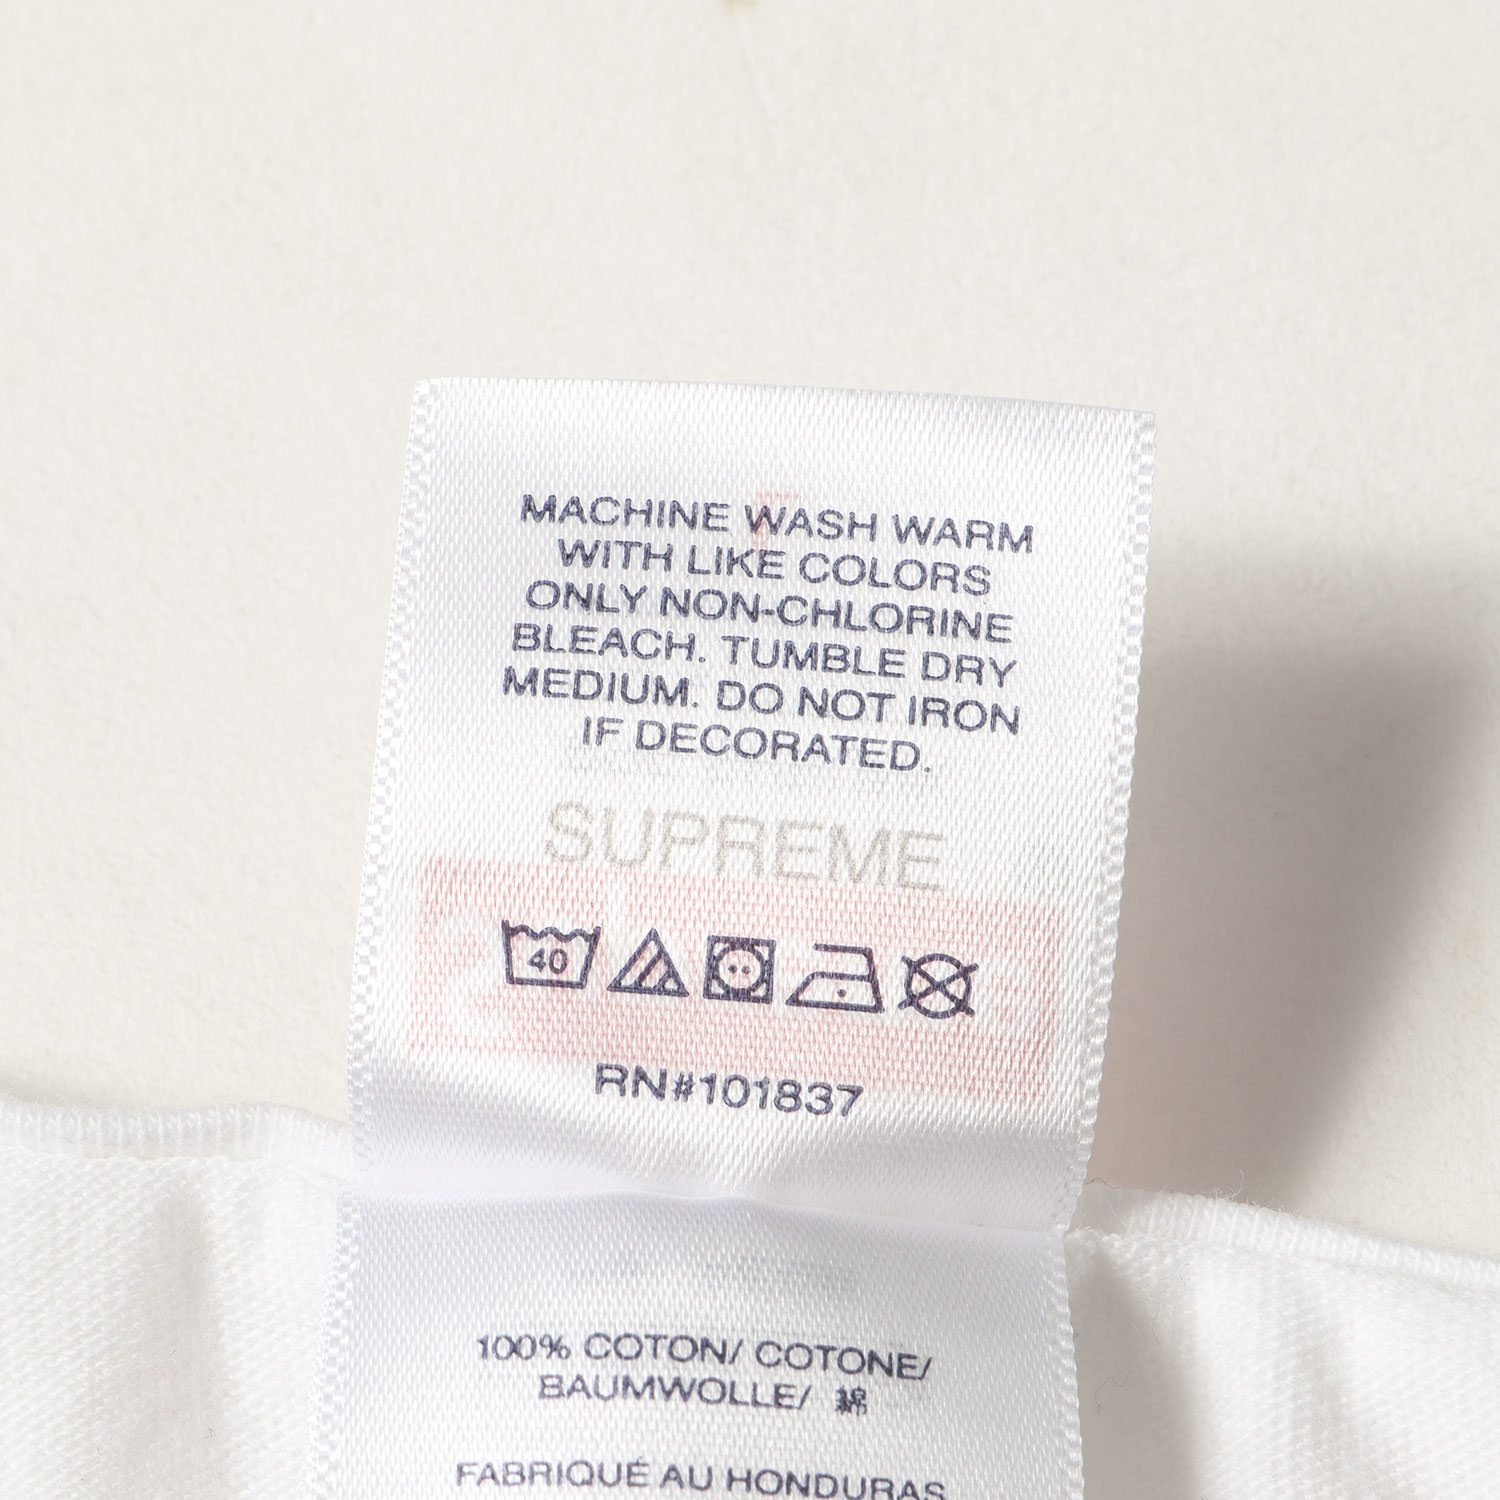 MACHINE WASH WARM
WITH LIKE COLORS
ONLY NON-CHLORINE
BLEACH. TUMBLE DRY
MEDIUM. DO NOT IRON
IF DECORATED.
SUPREME
40
RN#101837
100% COTON/ COTONE/
BAUMWOLLE/ 綿
FABRIQUÉ AU HONDURAS